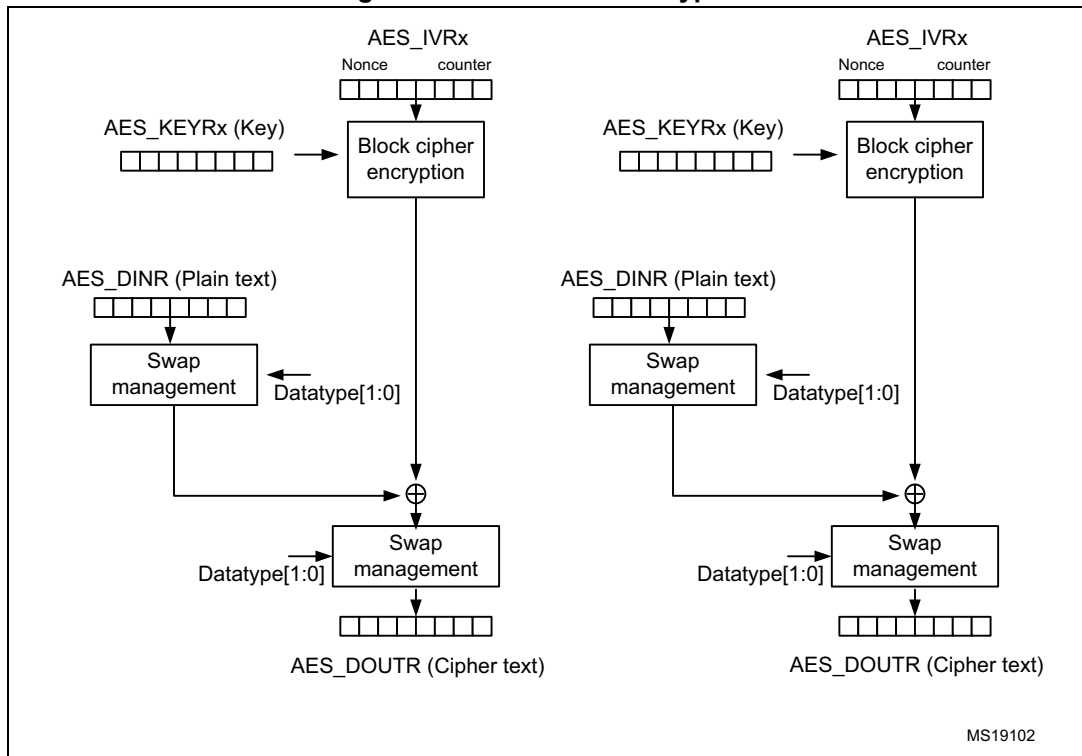 AES_IVRx
Nonce counter
AES_KEYRx (Key)
Block cipher
encryption
AES_DINR (Plain text)
Swap
management
Datatype[1:0]
Swap
management
Datatype[1:0]
AES_DOUTR (Cipher text)
AES_IVRx
Nonce counter
AES_KEYRx (Key)
Block cipher
encryption
AES_DINR (Plain text)
Swap
management
Datatype[1:0]
Swap
management
Datatype[1:0]
AES_DOUTR (Cipher text)
MS19102